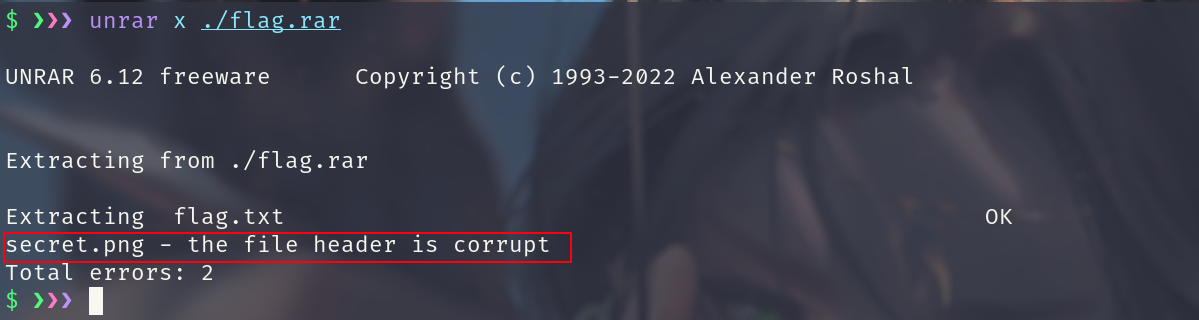 $ ❯❯❯ unrar x ./flag.rar
UNRAR 6.12 freeware      Copyright (c) 1993-2022 Alexander Roshal
Extracting from ./flag.rar
Extracting  flag.txt                                                  OK
secret.png - the file header is corrupt
Total errors: 2
$ ❯❯❯